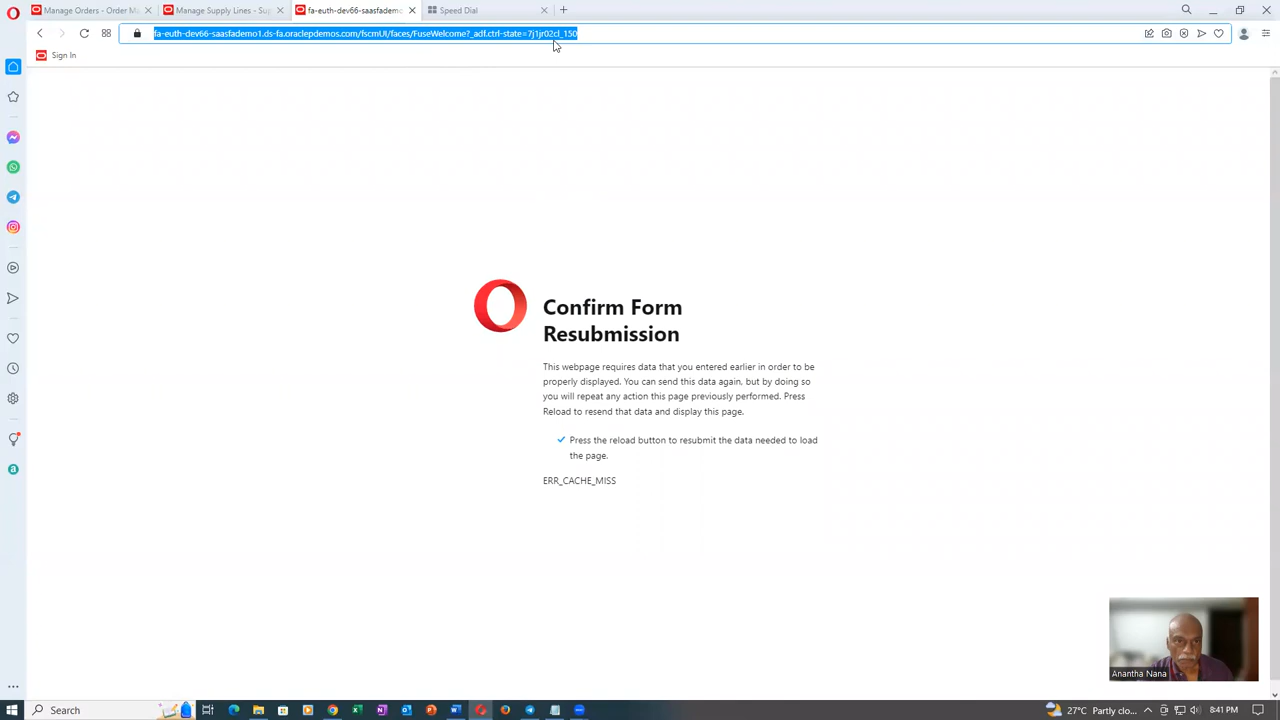 Manage Orders - Order M
Manage Supply Lines - Sup
fa-euth-dev66-saasfademo
Speed Dial
fa-euth-dev66-saasfademo1.ds-fa.oraclepdemos.com/fscmUI/faces/FuseWelcome?_adf.ctrl-state=7j1jr02cl_150
Sign In
Confirm Form
Resubmission
This webpage requires data that you entered earlier in order to be
properly displayed. You can send this data again, but by doing so
you will repeat any action this page previously performed. Press
Reload to resend that data and display this page.
Press the reload button to resubmit the data needed to load
the page.
ERR_CACHE_MISS
Anantha Nana
Search
27°C Partly clo...
8:41 PM